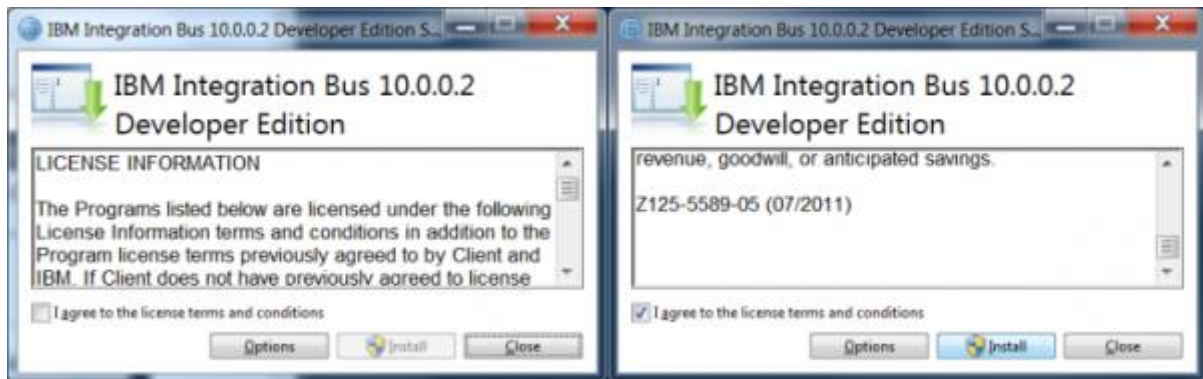 IBM Integration Bus 10.0.0.2 Developer Edition S...
IBM Integration Bus 10.0.0.2
Developer Edition
LICENSE INFORMATION
The Programs listed below are licensed under the following
License Information terms and conditions in addition to the
Program license terms previously agreed to by Client and
IBM. If Client does not have previously agreed to license
I agree to the license terms and conditions
Options
Install
Close
IBM Integration Bus 10.0.0.2 Developer Edition S...
IBM Integration Bus 10.0.0.2
Developer Edition
revenue, goodwill, or anticipated savings.
Z125-5589-05 (07/2011)
I agree to the license terms and conditions
Options
Install
Close